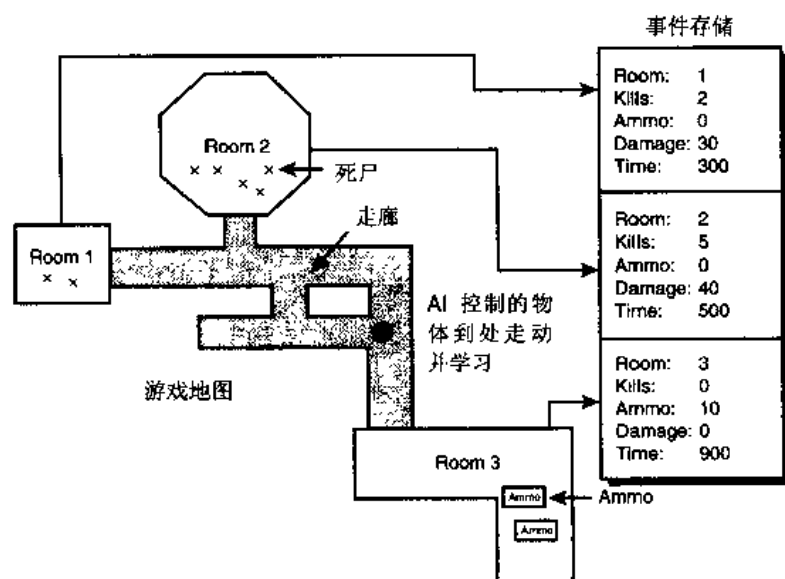 事件存储
Room: 1
Kills: 2
Ammo: 0
Damage: 30
Time: 300
Room 2
死尸
走廊
Room: 2
Kills: 5
Ammo: 0
Damage: 40
Time: 500
Room 1
AI 控制的物
体到处走动
并学习
游戏地图
Room: 3
Kills: 0
Ammo: 10
Damage: 0
Time: 900
Room 3
Ammo
Ammo
Ammo